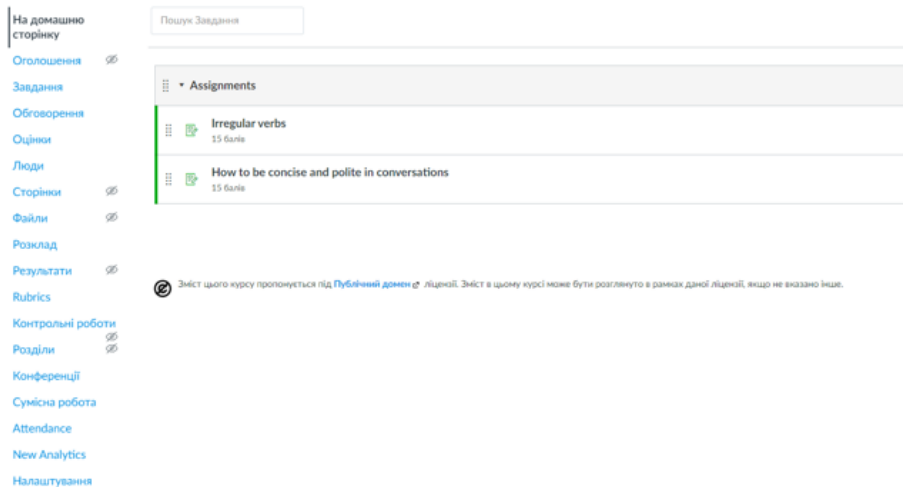 На домашню
сторінку
Оголошення
Завдання
Обговорення
Оцінки
Люди
Сторінки
Файли
Розклад
Результати
Rubrics
Контрольні роботи
Розділи
Конференції
Сумісна робота
Attendance
New Analytics
Налаштування
Пошук Завдання
Assignments
Irregular verbs
15 балів
How to be concise and polite in conversations
15 балів
Зміст цього курсу пропонується під Публічний домен ліцензії. Зміст в цьому курсі може бути розглянуто в рамках даної ліцензії, якщо не вказано інше.